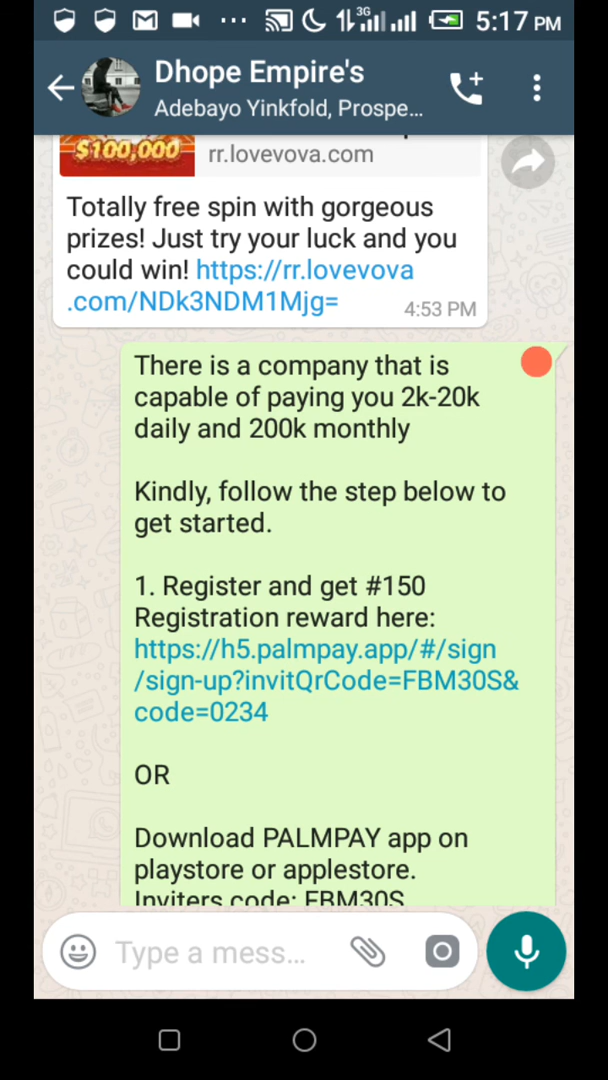 3G 5:17 PM
Dhope Empire's
Adebayo Yinkfold, Prospe...
$100,000
rr.lovevova.com
Totally free spin with gorgeous
prizes! Just try your luck and you
could win! https://rr.lovevova
.com/NDk3NDM1Mjg=
4:53 PM
There is a company that is
capable of paying you 2k-20k
daily and 200k monthly
Kindly, follow the step below to
get started.
1. Register and get #150
Registration reward here:
https://h5.palmpay.app/#/sign
/sign-up?invitQrCode=FBM30S&
code=0234
OR
Download PALMPAY app on
playstore or applestore.
Inviters code: FBM30S
Type a mess...